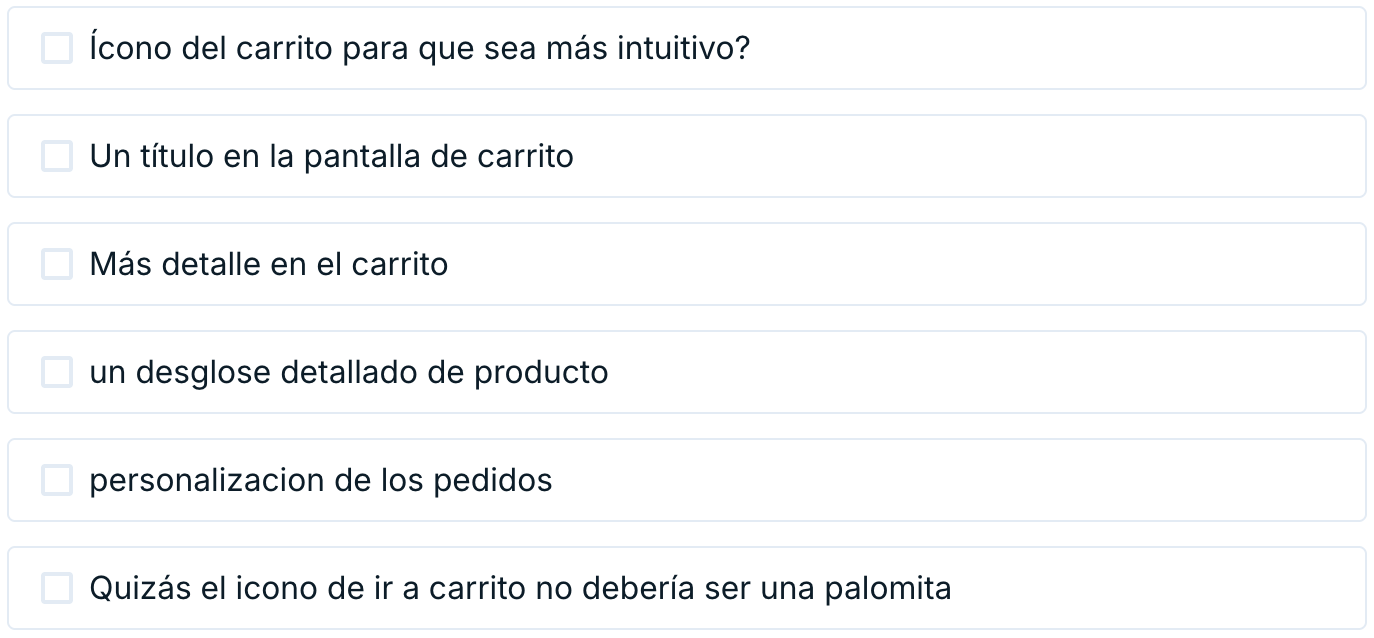 Ícono del carrito para que sea más intuitivo?
Un título en la pantalla de carrito
Más detalle en el carrito
un desglose detallado de producto
personalizacion de los pedidos
Quizás el icono de ir a carrito no debería ser una palomita